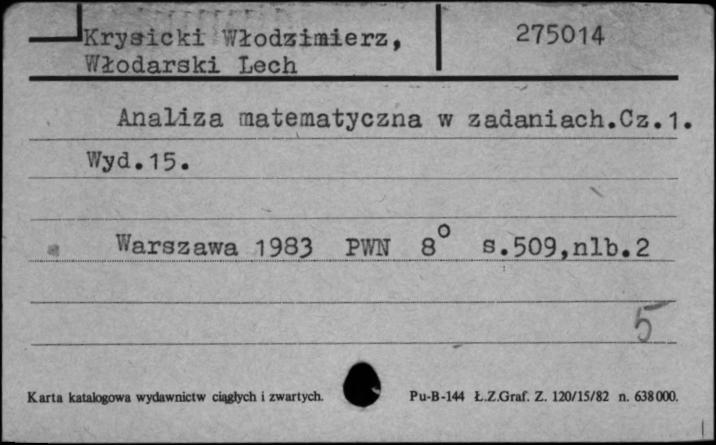 Krysicki Włodzimierz, 275014
Włodarski Lech
Analiza matematyczna w zadaniach.Cz.1.
Wyd.15.
Warszawa 1983 PWN 8° s.509,nlb.2
5
Karta katalogowa wydawnictw ciągłych i zwartych. Pu-B-144 Ł.Z.Graf. Z. 120/15/82 n. 638000.